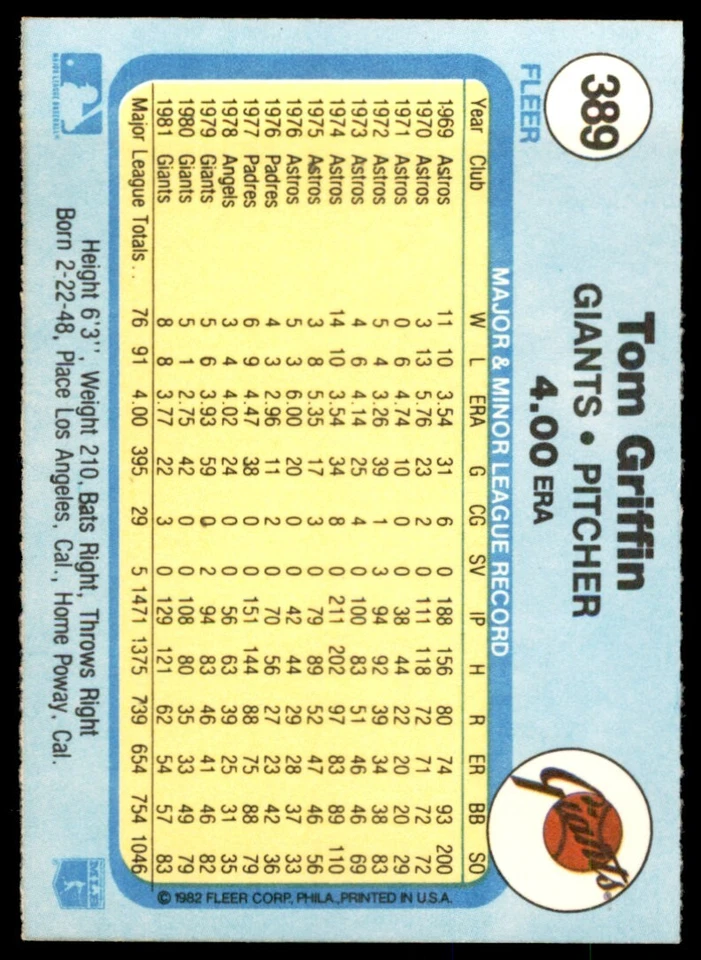 389
FLEER
Tom Griffin
GIANTS • PITCHER
4.00 ERA
Giants
MAJOR & MINOR LEAGUE RECORD
Year Club W L ERA G CG SV IP H R ER BB SO
1969 Astros 11 10 3.54 31 6 0 188 156 80 74 93 200
1970 Astros 3 13 5.76 23 2 0 111 118 72 71 72 72
1971 Astros 0 6 4.74 10 0 0 38 44 22 20 20 29
1972 Astros 5 4 3.26 39 1 3 94 92 39 34 38 83
1973 Astros 4 6 4.14 25 4 0 100 83 51 46 46 69
1974 Astros 14 10 3.54 34 8 0 211 202 97 83 89 110
1975 Astros 3 8 5.35 17 3 0 79 89 52 47 46 56
1976 Astros 5 3 6.00 20 0 0 42 44 29 28 37 33
1976 Padres 4 3 2.96 11 2 0 70 56 27 23 42 36
1977 Padres 6 9 4.47 38 0 0 151 144 88 75 88 79
1978 Angels 3 4 4.02 24 0 0 56 63 39 25 31 35
1979 Giants 5 6 3.93 59 0 2 94 83 46 41 46 82
1980 Giants 5 1 2.75 42 0 0 108 80 35 33 49 79
1981 Giants 8 8 3.77 22 3 0 129 121 62 54 57 83
Major League Totals . . 76 91 4.00 395 29 5 1471 1375 739 654 754 1046
© 1982 FLEER CORP., PHILA., PRINTED IN U.S.A.
Height 6'3'', Weight 210, Bats Right, Throws Right
Born 2-22-48, Place Los Angeles, Cal., Home Poway, Cal.
MAJOR LEAGUE BASEBALL
MLB